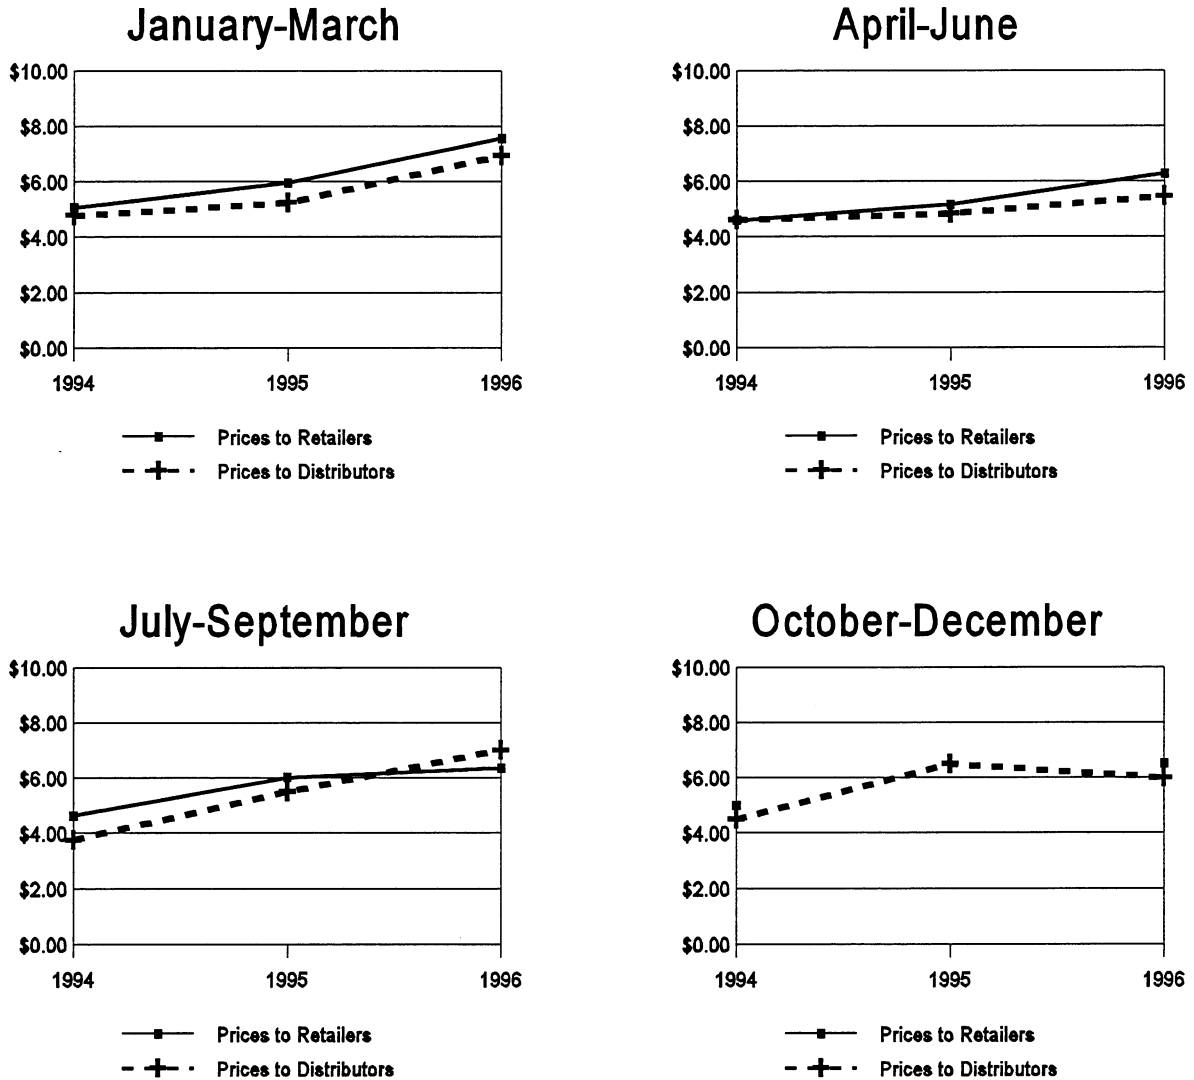 January-March
$10.00
$8.00
$6.00
$4.00
$2.00
$0.00
1994 1995 1996
Prices to Retailers
Prices to Distributors
April-June
$10.00
$8.00
$6.00
$4.00
$2.00
$0.00
1994 1995 1996
Prices to Retailers
Prices to Distributors
July-September
$10.00
$8.00
$6.00
$4.00
$2.00
$0.00
1994 1995 1996
Prices to Retailers
Prices to Distributors
October-December
$10.00
$8.00
$6.00
$4.00
$2.00
$0.00
1994 1995 1996
Prices to Retailers
Prices to Distributors